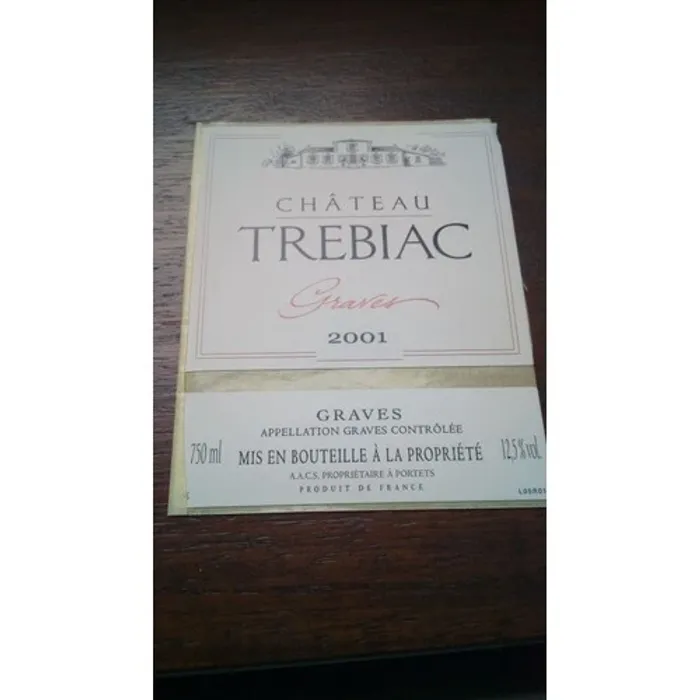 CHÂTEAU
TREBIAC
Graves
2001
GRAVES
APPELLATION GRAVES CONTRÔLÉE
750 ml MIS EN BOUTEILLE À LA PROPRIÉTÉ 12,5 % vol.
A.A.C.S. PROPRIÉTAIRE À PORTETS
PRODUIT DE FRANCE